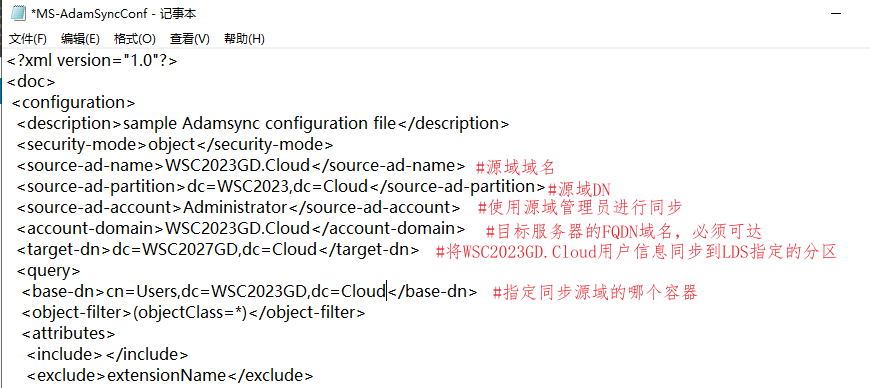 *MS-AdamSyncConf - 记事本
文件(F) 编辑(E) 格式(O) 查看(V) 帮助(H)
<?xml version="1.0"?>
<doc>
<configuration>
<description>sample Adamsync configuration file</description>
<security-mode>object</security-mode>
<source-ad-name>WSC2023GD.Cloud</source-ad-name> #源域域名
<source-ad-partition>dc=WSC2023,dc=Cloud</source-ad-partition>#源域DN
<source-ad-account>Administrator</source-ad-account> #使用源域管理员进行同步
<account-domain>WSC2023GD.Cloud</account-domain> #目标服务器的FQDN域名，必须可达
<target-dn>dc=WSC2027GD,dc=Cloud</target-dn> #将WSC2023GD.Cloud用户信息同步到LDS指定的分区
<query>
<base-dn>cn=Users,dc=WSC2023GD,dc=Cloud</base-dn> #指定同步源域的哪个容器
<object-filter>(objectClass=*)</object-filter>
<attributes>
<include></include>
<exclude>extensionName</exclude>